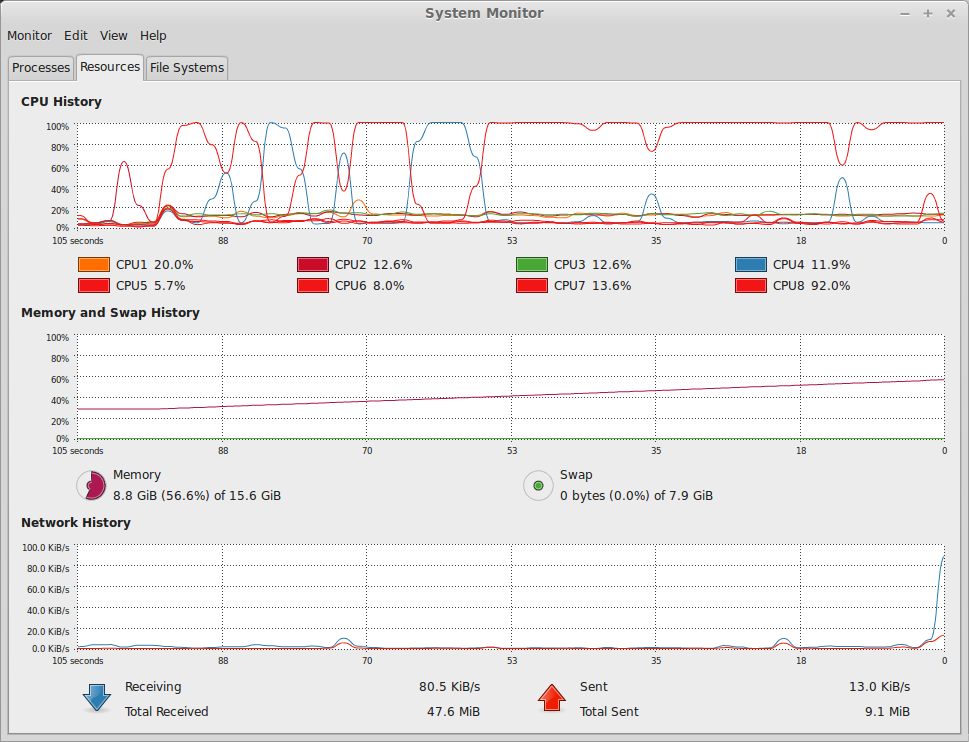 System Monitor
Monitor Edit View Help
Processes Resources File Systems
CPU History
100%
80%
60%
40%
20%
0%
105 seconds 88 70 53 35 18 0
CPU1 20.0% CPU2 12.6% CPU3 12.6% CPU4 11.9%
CPU5 5.7% CPU6 8.0% CPU7 13.6% CPU8 92.0%
Memory and Swap History
100%
80%
60%
40%
20%
0%
105 seconds 88 70 53 35 18 0
Memory Swap
8.8 GiB (56.6%) of 15.6 GiB 0 bytes (0.0%) of 7.9 GiB
Network History
100.0 KiB/s
80.0 KiB/s
60.0 KiB/s
40.0 KiB/s
20.0 KiB/s
0.0 KiB/s
105 seconds 88 70 53 35 18 0
Receiving 80.5 KiB/s Sent 13.0 KiB/s
Total Received 47.6 MiB Total Sent 9.1 MiB